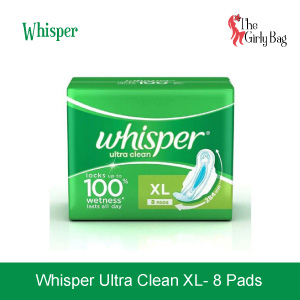 Whisper
The
Girly Bag
whisper®
ultra clean
locks up to
100%
wetness*
lasts all day
XL
8 PADS
284
Whisper Ultra Clean XL- 8 Pads